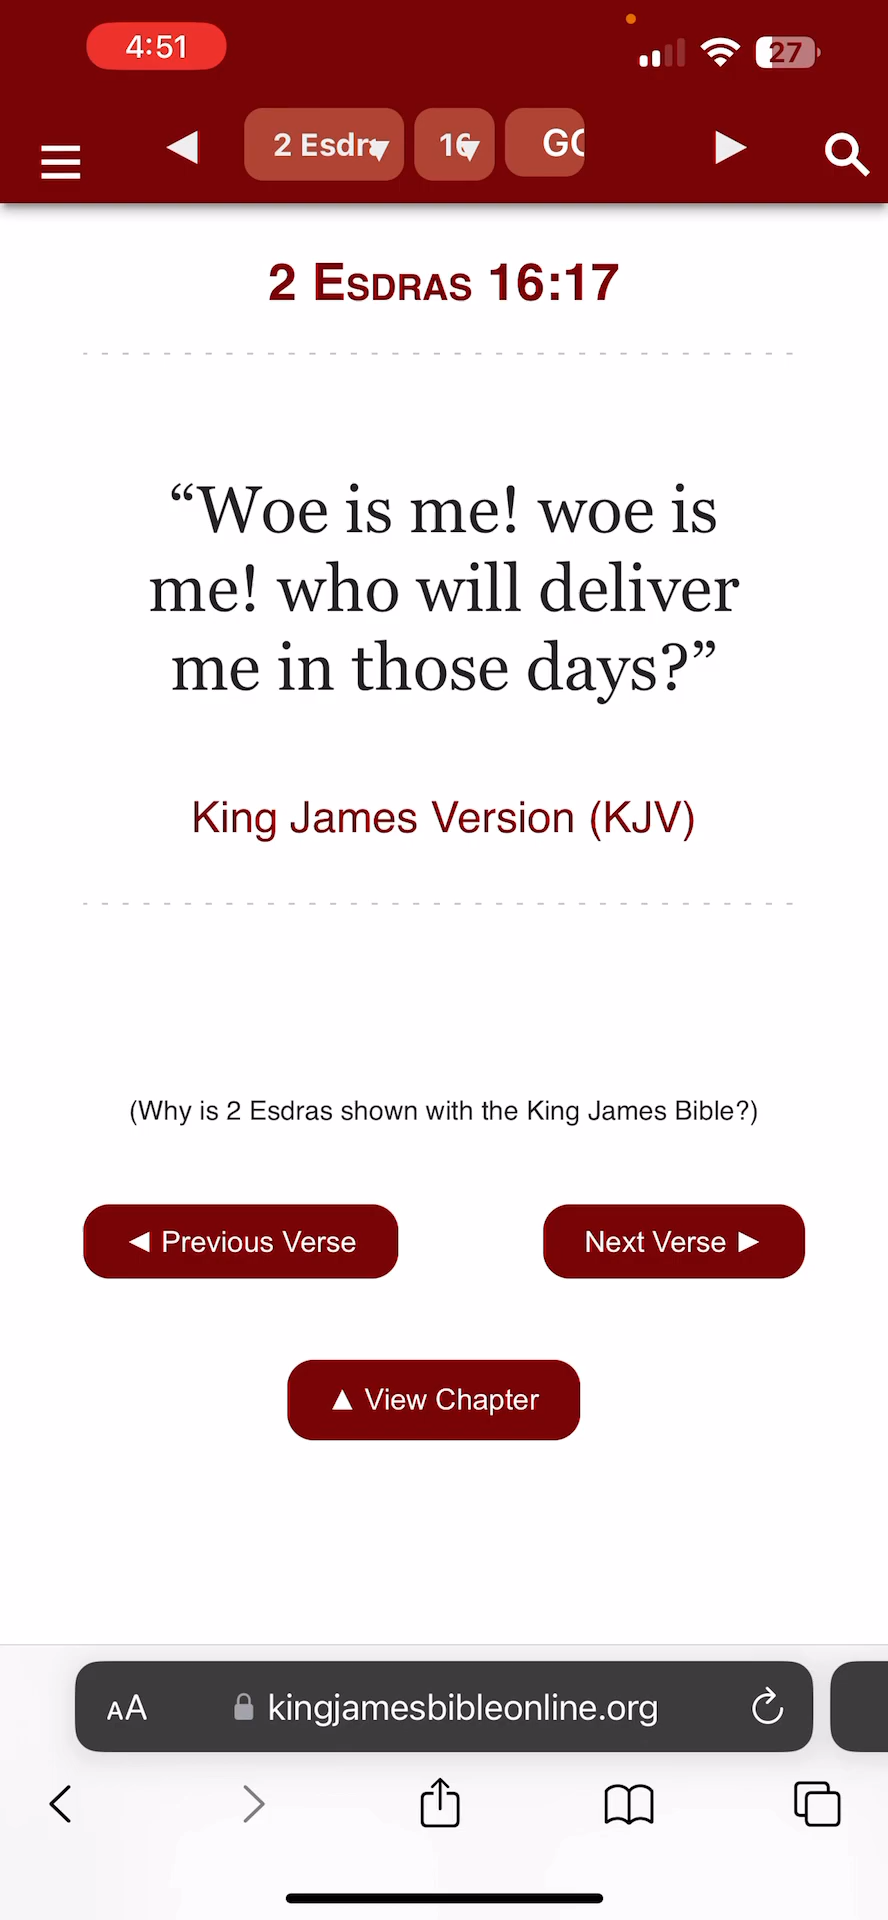 4:51
27
2 Esdr
16
GO
2 Esdras 16:17
“Woe is me! woe is
me! who will deliver
me in those days?”
King James Version (KJV)
(Why is 2 Esdras shown with the King James Bible?)
◀ Previous Verse
Next Verse ▶
▲ View Chapter
AA
kingjamesbibleonline.org